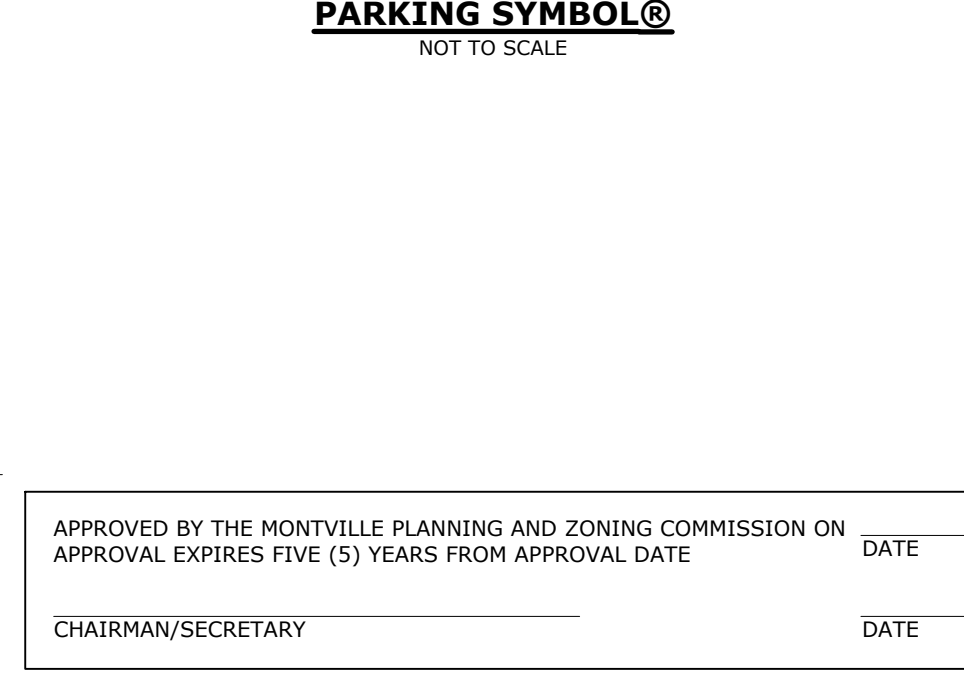 PARKING SYMBOL®
NOT TO SCALE
APPROVED BY THE MONTVILLE PLANNING AND ZONING COMMISSION ON
DATE
APPROVAL EXPIRES FIVE (5) YEARS FROM APPROVAL DATE
CHAIRMAN/SECRETARY
DATE